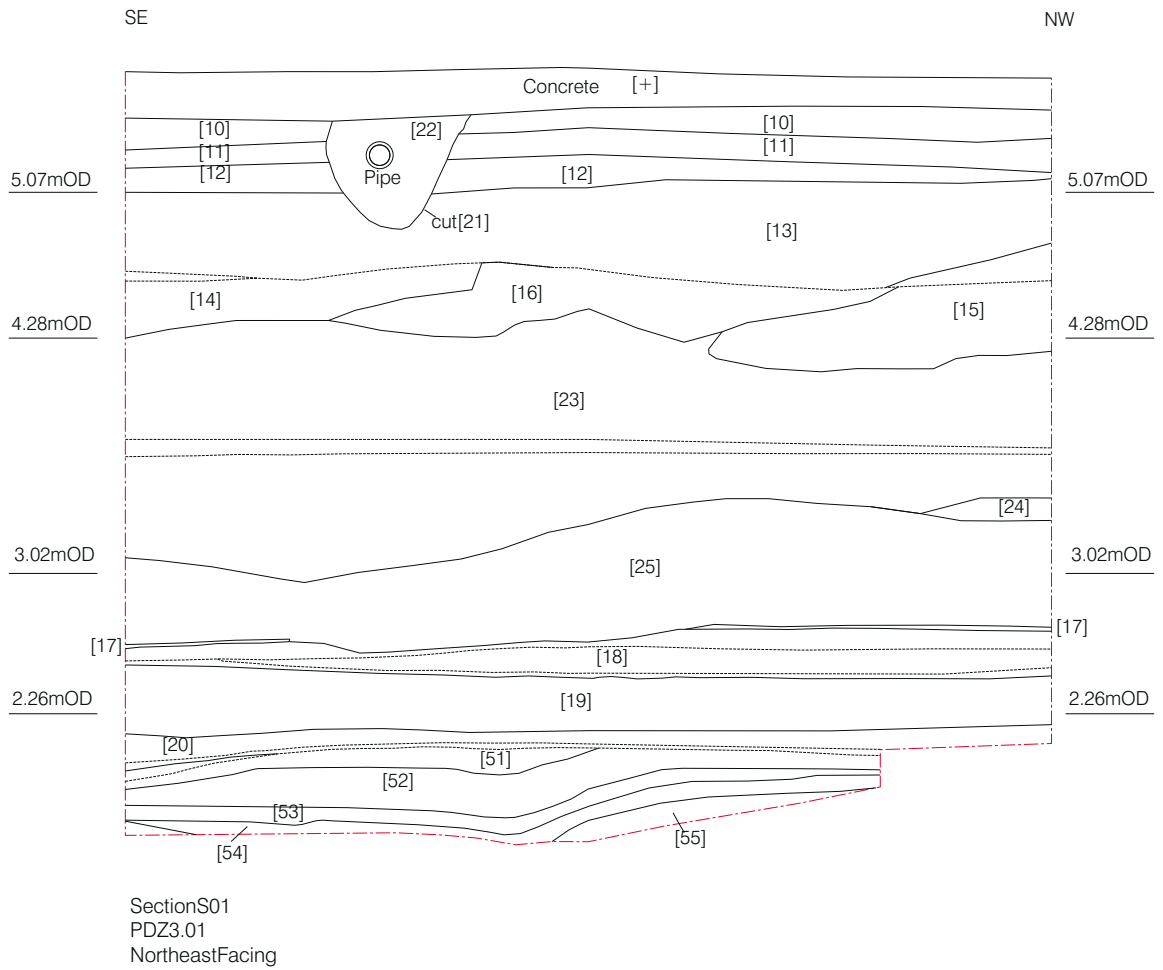 SE NW
Concrete [+]
[10] [22] [10]
[11] [11]
[12] Pipe [12]
5.07mOD 5.07mOD
cut[21]
[13]
[14] [16] [15]
4.28mOD 4.28mOD
[23]
[24]
3.02mOD [25] 3.02mOD
[17] [17]
[18]
2.26mOD [19] 2.26mOD
[20] [51]
[52]
[53]
[54] [55]
SectionS01
PDZ3.01
NortheastFacing